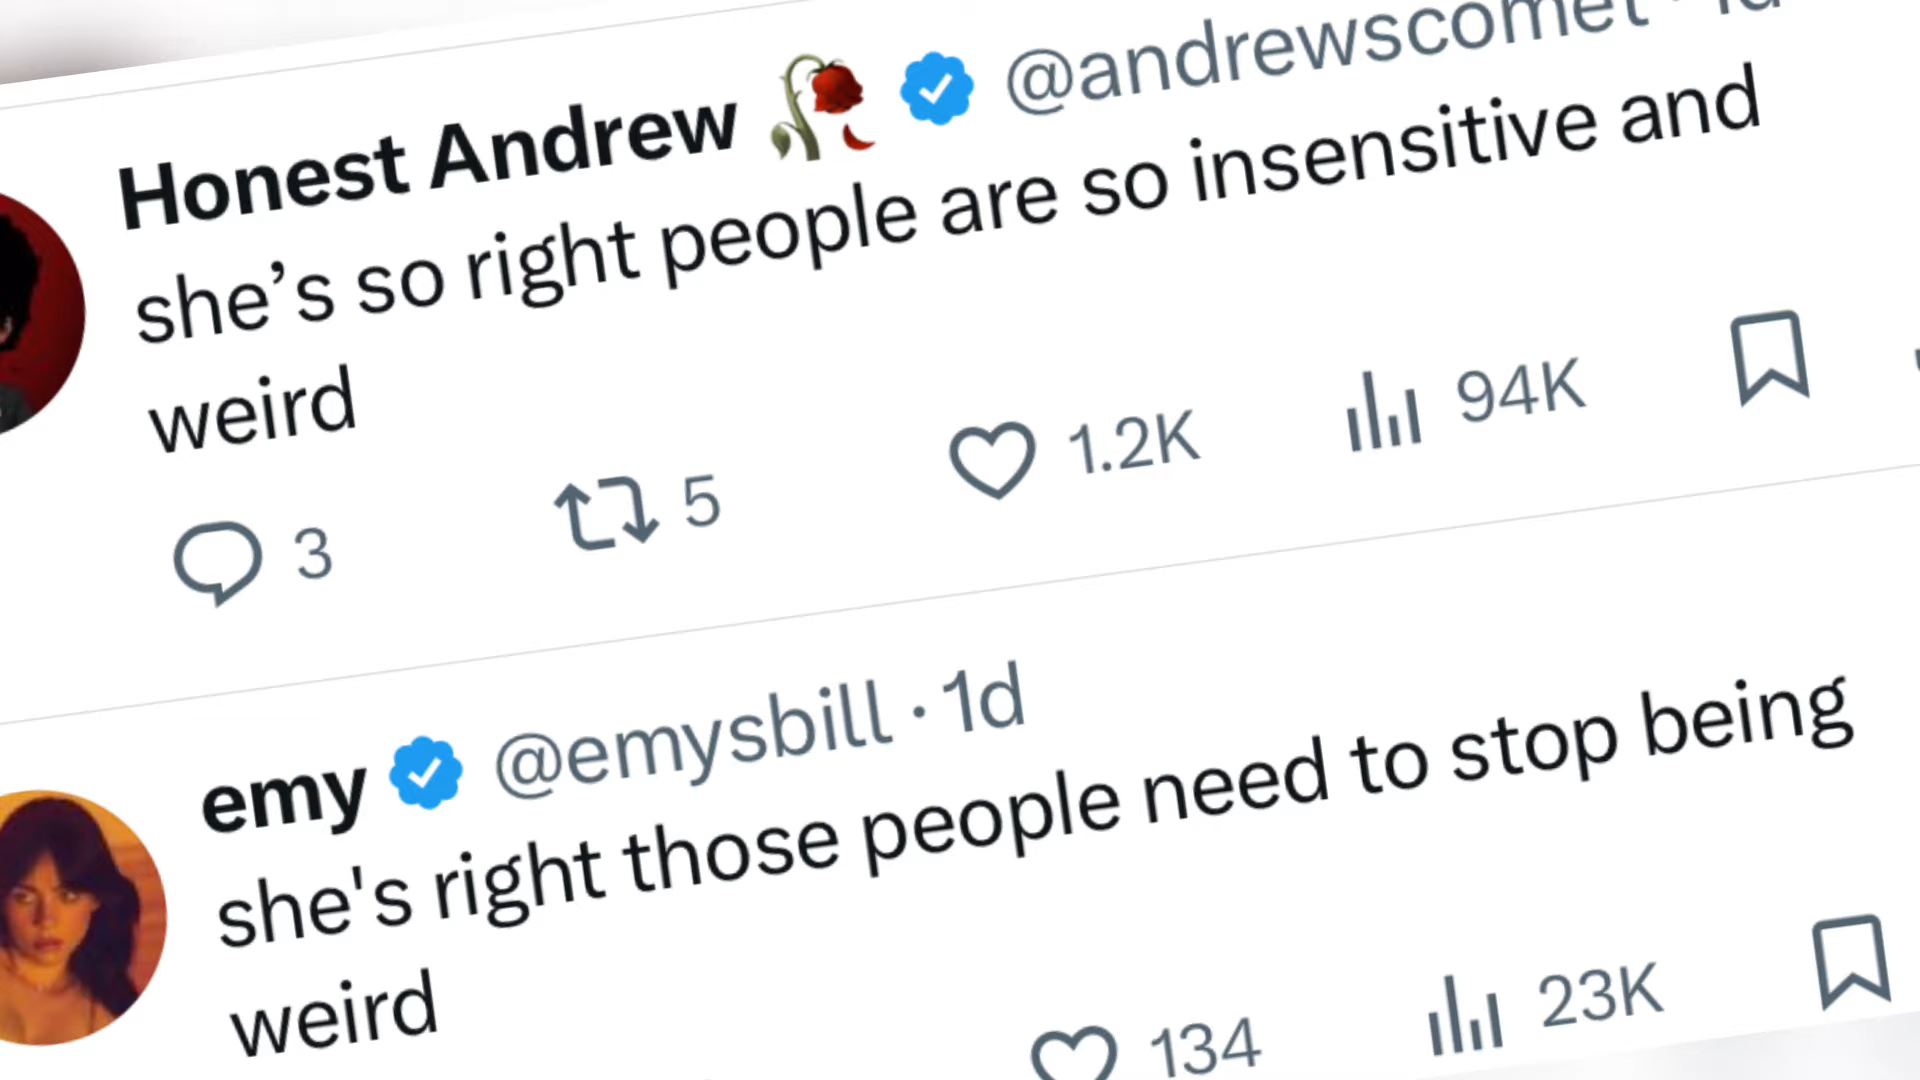 Honest Andrew @andrewscomet
she’s so right people are so insensitive and
weird
3 5 1.2K 94K
emy @emysbill · 1d
she's right those people need to stop being
weird
134 23K